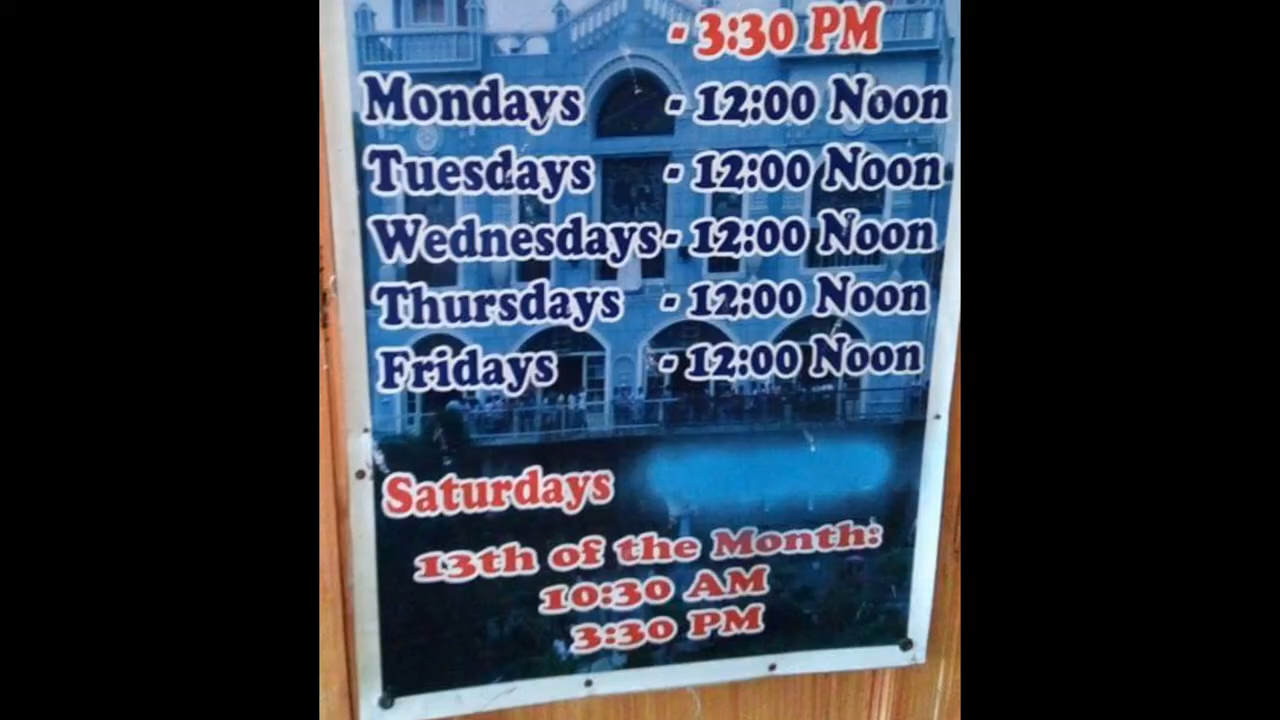 - 3:30 PM
Mondays - 12:00 Noon
Tuesdays - 12:00 Noon
Wednesdays - 12:00 Noon
Thursdays - 12:00 Noon
Fridays - 12:00 Noon
Saturdays
13th of the Month:
10:30 AM
3:30 PM